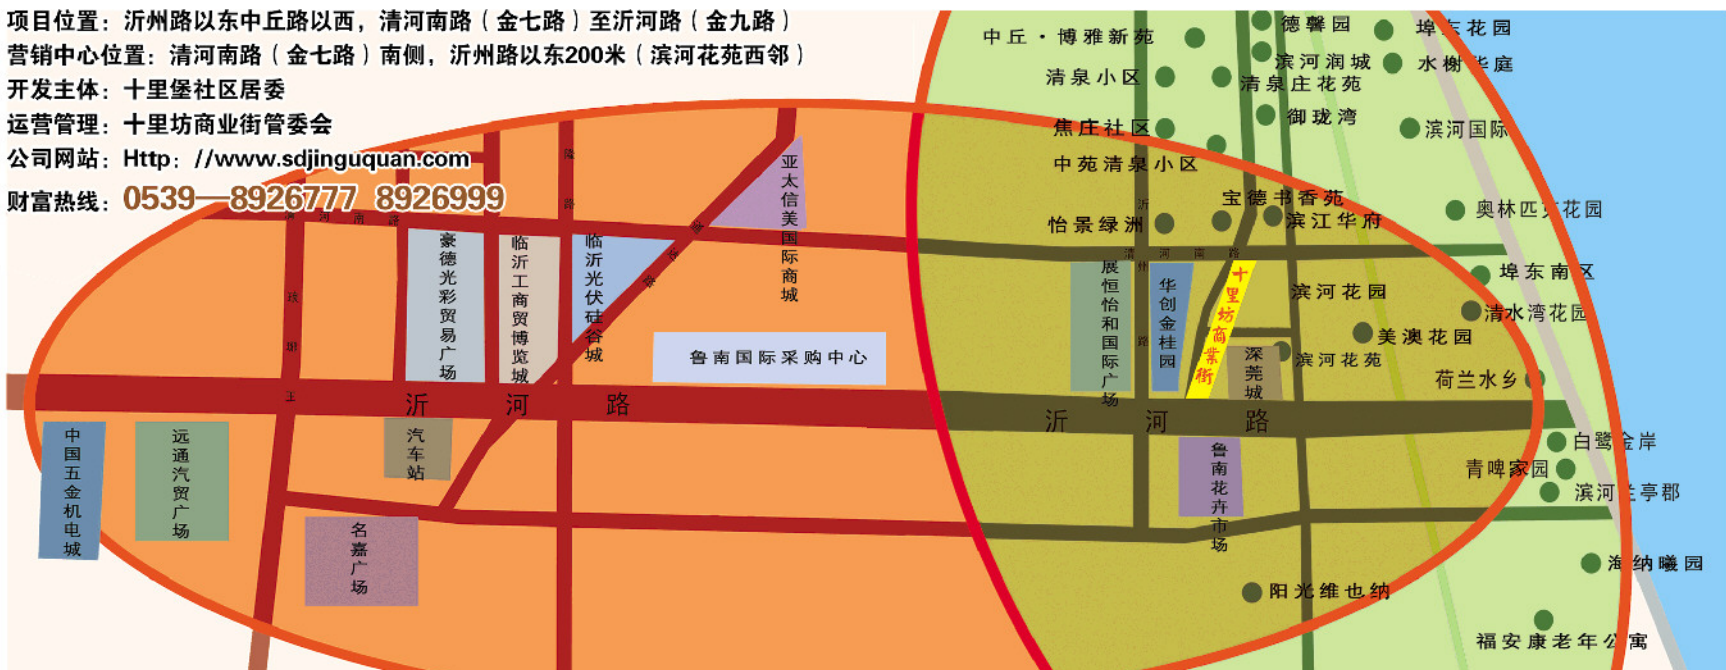 项目位置：沂州路以东中丘路以西，清河南路（金七路）至沂河路（金九路）
营销中心位置：清河南路（金七路）南侧，沂州路以东200米（滨河花苑西邻）
开发主体：十里堡社区居委
运营管理：十里坊商业街管委会
公司网站：Http：//www.sdjinguquan.com
财富热线：0539—8926777 8926999
中丘·博雅新苑
德馨园
埠东花园
清泉小区
滨河润城
水榭华庭
清泉庄花苑
焦庄社区
御珑湾
滨河国际
中苑清泉小区
宝德书香苑
怡景绿洲
滨江华府
奥林匹克花园
埠东南区
滨河花园
清水湾花园
美澳花园
滨河花苑
荷兰水乡
白鹭金岸
青啤家园
滨河兰亭郡
海纳曦园
阳光维也纳
福安康老年公寓
亚太信美国际商城
豪德光彩贸易广场
临沂工商贸博览城
临沂光伏硅谷城
鲁南国际采购中心
展恒怡和国际广场
华创金桂园
十里坊商业街
深莞城
鲁南花卉市场
中国五金机电城
远通汽贸广场
汽车站
名嘉广场
沂河路
沂河路
清河南路
沂州路
河南路
隆
路
王